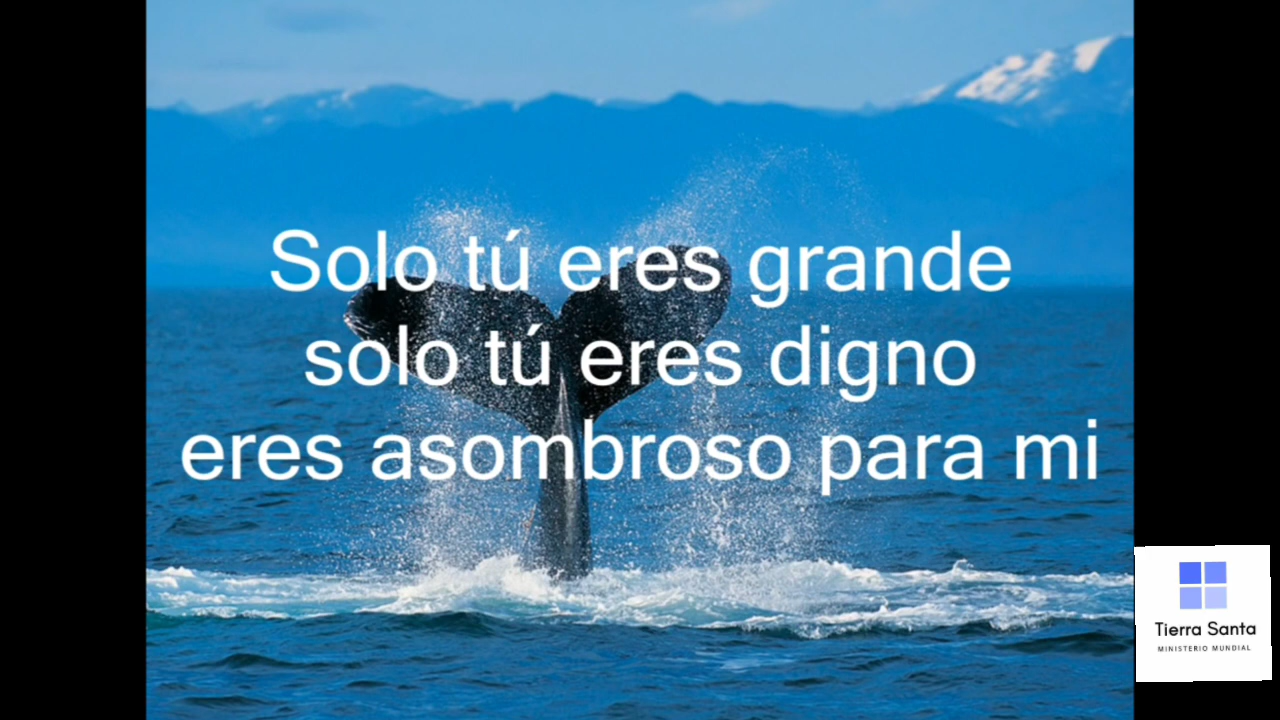 Solo tú eres grande
solo tú eres digno
eres asombroso para mi
Tierra Santa
MINISTERIO MUNDIAL